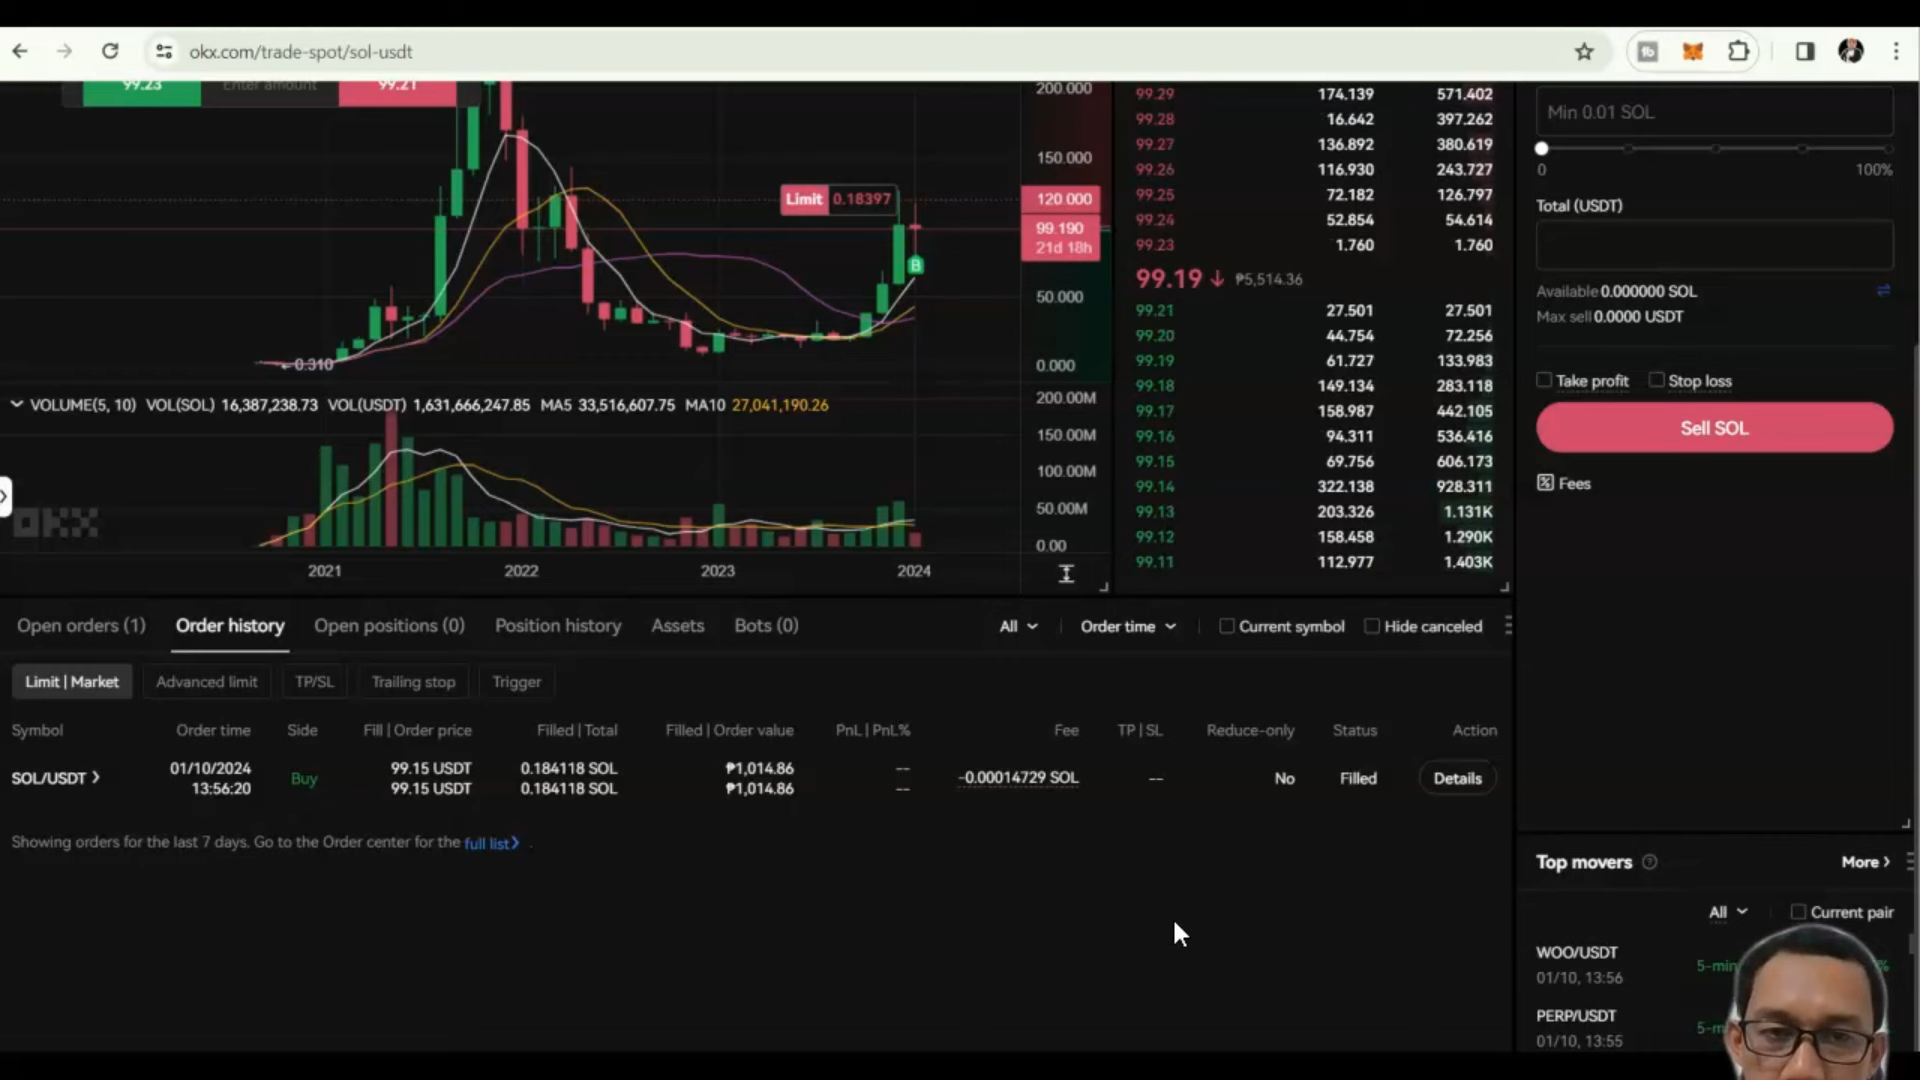 okx.com/trade-spot/sol-usdt
99.23 Enter amount 99.21
200.000
150.000
Limit 0.18397
120.000
99.190
21d 18h
B
50.000
0.310
0.000
VOLUME(5, 10) VOL(SOL) 16,387,238.73 VOL(USDT) 1,631,666,247.85 MA5 33,516,607.75 MA10 27,041,190.26
200.00M
150.00M
100.00M
50.00M
0.00
OKX
2021 2022 2023 2024
99.29 174.139 571.402
99.28 16.642 397.262
99.27 136.892 380.619
99.26 116.930 243.727
99.25 72.182 126.797
99.24 52.854 54.614
99.23 1.760 1.760
99.19 ↓ ₱5,514.36
99.21 27.501 27.501
99.20 44.754 72.256
99.19 61.727 133.983
99.18 149.134 283.118
99.17 158.987 442.105
99.16 94.311 536.416
99.15 69.756 606.173
99.14 322.138 928.311
99.13 203.326 1.131K
99.12 158.458 1.290K
99.11 112.977 1.403K
Min 0.01 SOL
0 100%
Total (USDT)
Available 0.000000 SOL
Max sell 0.0000 USDT
Take profit Stop loss
Sell SOL
Fees
Open orders (1) Order history Open positions (0) Position history Assets Bots (0) All Order time Current symbol Hide canceled
Limit | Market Advanced limit TP/SL Trailing stop Trigger
Symbol Order time Side Fill | Order price Filled | Total Filled | Order value PnL | PnL% Fee TP | SL Reduce-only Status Action
SOL/USDT 01/10/2024 Buy 99.15 USDT 0.184118 SOL ₱1,014.86 -- -0.00014729 SOL -- No Filled Details
13:56:20 99.15 USDT 0.184118 SOL ₱1,014.86 --
Showing orders for the last 7 days. Go to the Order center for the full list .
Top movers More
All Current pair
WOO/USDT
01/10, 13:56 5-min %
PERP/USDT
01/10, 13:55